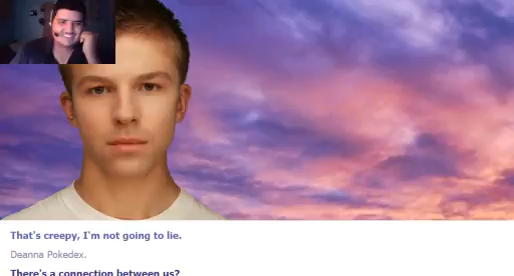 That's creepy, I'm not going to lie.
Deanna Pokedex.
There's a connection between us?